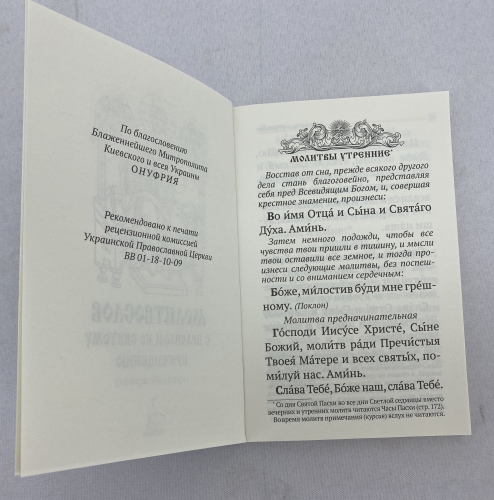 По благословению
Блаженнейшего Митрополита
Киевского и всея Украины
ОНУФРИЯ
Рекомендовано к печати
рецензионной комиссией
Украинской Православной Церкви
ВВ 01-18-10-09
МОЛИТВЫ УТРЕННИЕ*
Восстав от сна, прежде всякого другого
дела стань благоговейно, представляя
себя пред Всевидящим Богом, и, совершая
крестное знамение, произнеси:
Во и́мя Отца́ и Сы́на и Свята́го
Ду́ха. Ами́нь.
Затем немного подожди, чтобы все
чувства твои пришли в тишину, и мысли
твои оставили все земное, и тогда произ-
неси следующие молитвы, без поспеш-
ности и со вниманием сердечным:
Бо́же, ми́лостив бу́ди мне гре́ш-
ному. (Поклон)
Молитва предначинательная
Го́споди Иису́се Христе́, Сы́не
Бо́жий, моли́тв ра́ди Пречи́стыя
Твоея́ Ма́тере и всех святы́х, по-
ми́луй нас. Ами́нь.
Сла́ва Тебе́, Бо́же наш, сла́ва Тебе́.
* Со дня Святой Пасхи во все дни Светлой седмицы вместо
вечерних и утренних молитв читаются Часы Пасхи (стр. 172).
Во время молитв примечания (курсив) вслух не читаются.